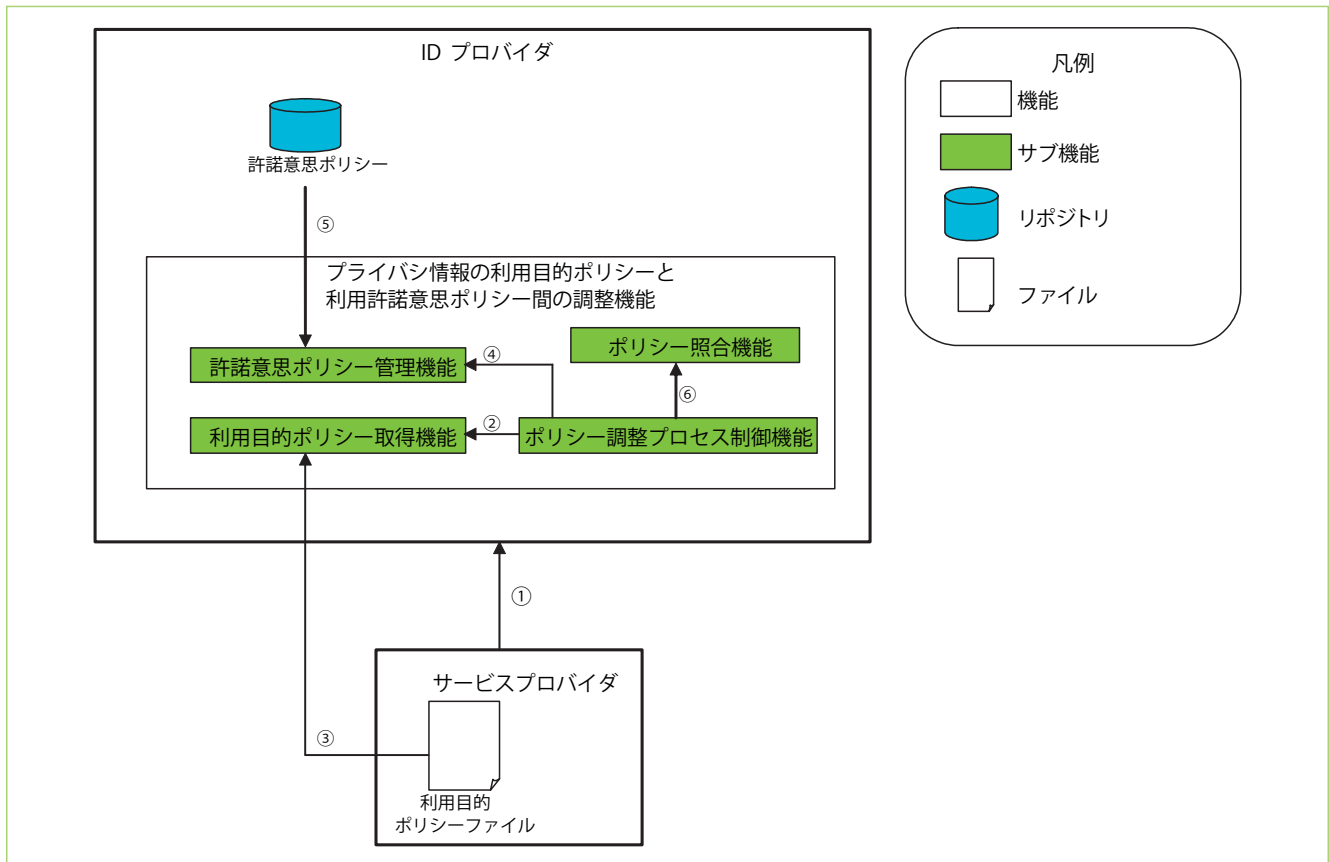 ID プロバイダ
許諾意思ポリシー
⑤
プライバシ情報の利用目的ポリシーと
利用許諾意思ポリシー間の調整機能
ポリシー照合機能
許諾意思ポリシー管理機能
④
⑥
利用目的ポリシー取得機能
②
ポリシー調整プロセス制御機能
①
サービスプロバイダ
③
利用目的
ポリシーファイル
凡例
機能
サブ機能
リポジトリ
ファイル